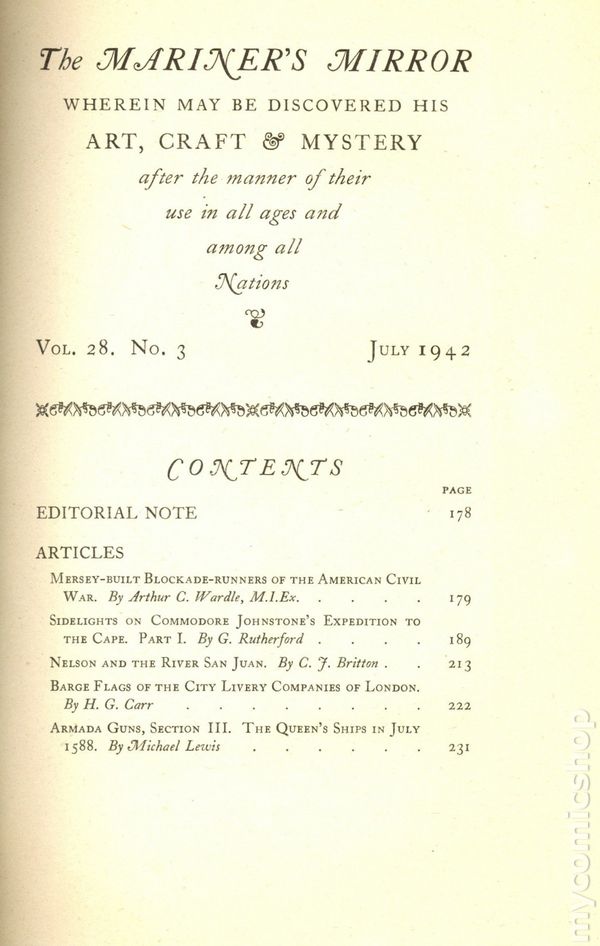 The MARINER'S MIRROR
WHEREIN MAY BE DISCOVERED HIS
ART, CRAFT & MYSTERY
after the manner of their
use in all ages and
among all
Nations
VOL. 28. No. 3 JULY 1942
CONTENTS
PAGE
EDITORIAL NOTE 178
ARTICLES
MERSEY-BUILT BLOCKADE-RUNNERS OF THE AMERICAN CIVIL
WAR. By Arthur C. Wardle, M.I.Ex. . . . . 179
SIDELIGHTS ON COMMODORE JOHNSTONE'S EXPEDITION TO
THE CAPE. PART I. By G. Rutherford . . . . 189
NELSON AND THE RIVER SAN JUAN. By C. J. Britton . . 213
BARGE FLAGS OF THE CITY LIVERY COMPANIES OF LONDON.
By H. G. Carr . . . . . . . . 222
ARMADA GUNS, SECTION III. THE QUEEN'S SHIPS IN JULY
1588. By Michael Lewis . . . . . . 231
mycomicshop